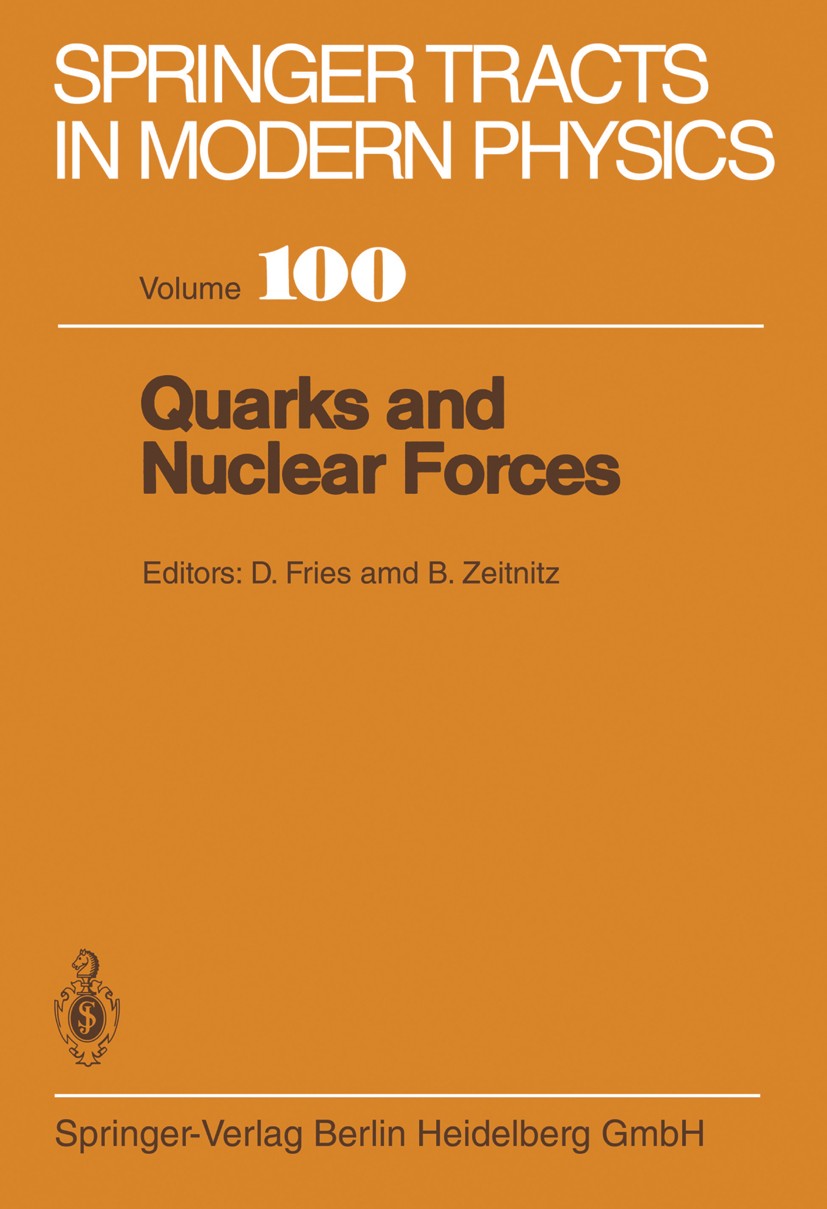 SPRINGER TRACTS
IN MODERN PHYSICS
Volume 100
Quarks and
Nuclear Forces
Editors: D. Fries amd B. Zeitnitz
Springer-Verlag Berlin Heidelberg GmbH